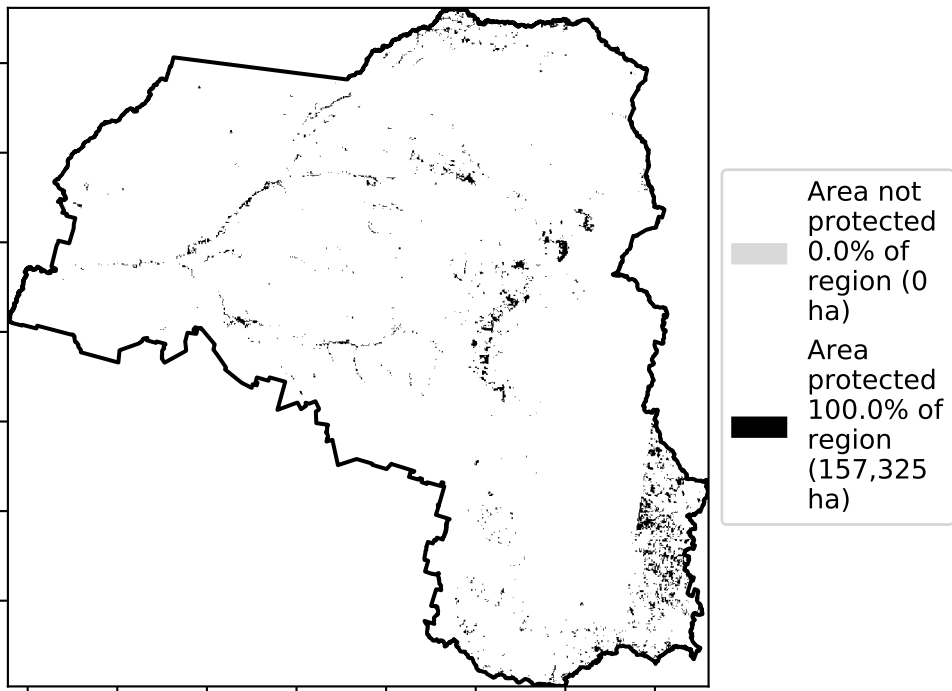 Area not
protected
0.0% of
region (0
ha)
Area
protected
100.0% of
region
(157,325
ha)